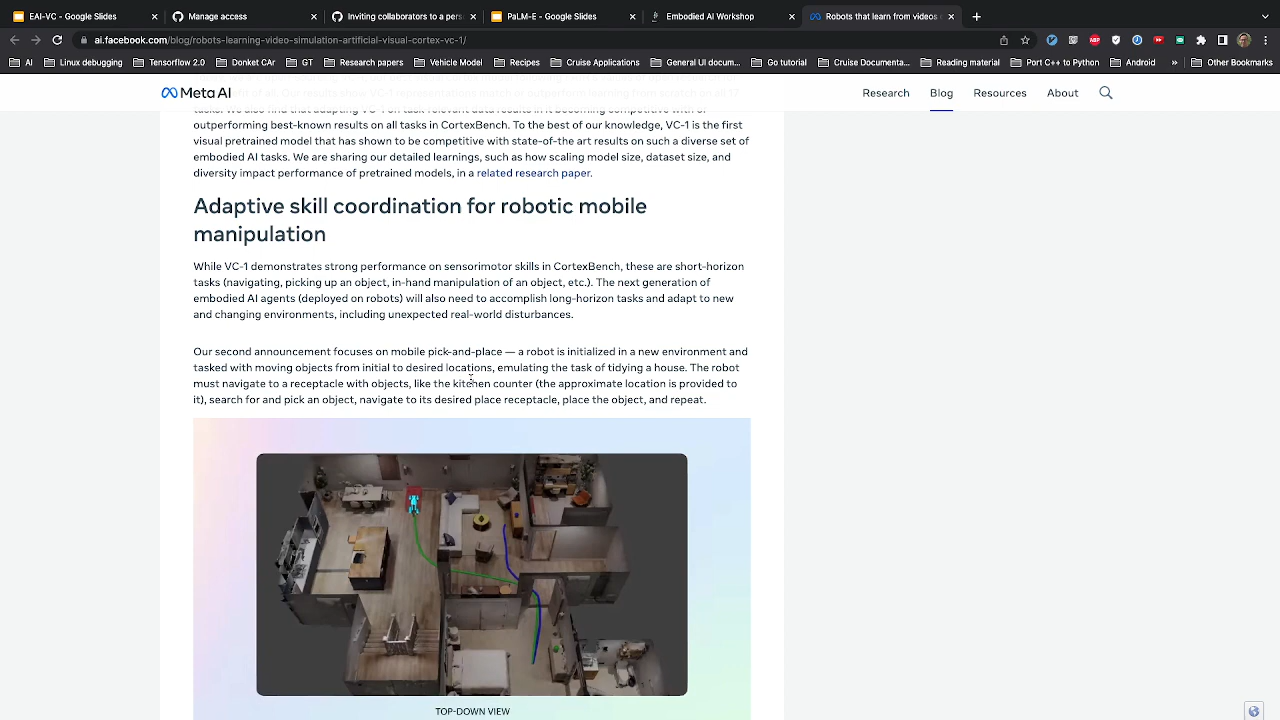 EAI-VC - Google Slides
Manage access
Inviting collaborators to a pers
PaLM-E - Google Slides
Embodied AI Workshop
Robots that learn from videos
ai.facebook.com/blog/robots-learning-video-simulation-artificial-visual-cortex-vc-1/
AI
Linux debugging
Tensorflow 2.0
Donkey CAr
GT
Research papers
Vehicle Model
Recipes
Cruise Applications
General UI docum...
Go tutorial
Cruise Documenta...
Reading material
Port C++ to Python
Android
»
Other Bookmarks
Meta AI
Research
Blog
Resources
About
outperforming best-known results on all tasks in CortexBench. To the best of our knowledge, VC-1 is the first
visual pretrained model that has shown to be competitive with state-of-the art results on such a diverse set of
embodied AI tasks. We are sharing our detailed learnings, such as how scaling model size, dataset size, and
diversity impact performance of pretrained models, in a related research paper.
Adaptive skill coordination for robotic mobile
manipulation
While VC-1 demonstrates strong performance on sensorimotor skills in CortexBench, these are short-horizon
tasks (navigating, picking up an object, in-hand manipulation of an object, etc.). The next generation of
embodied AI agents (deployed on robots) will also need to accomplish long-horizon tasks and adapt to new
and changing environments, including unexpected real-world disturbances.
Our second announcement focuses on mobile pick-and-place — a robot is initialized in a new environment and
tasked with moving objects from initial to desired locations, emulating the task of tidying a house. The robot
must navigate to a receptacle with objects, like the kitchen counter (the approximate location is provided to
it), search for and pick an object, navigate to its desired place receptacle, place the object, and repeat.
TOP-DOWN VIEW